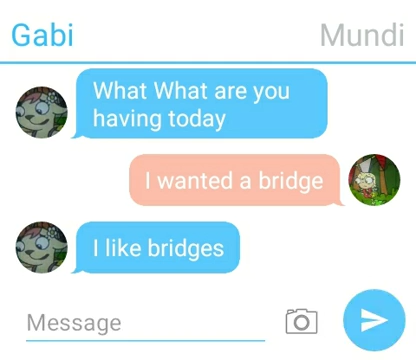 Gabi
Mundi
What What are you
having today
I wanted a bridge
I like bridges
Message